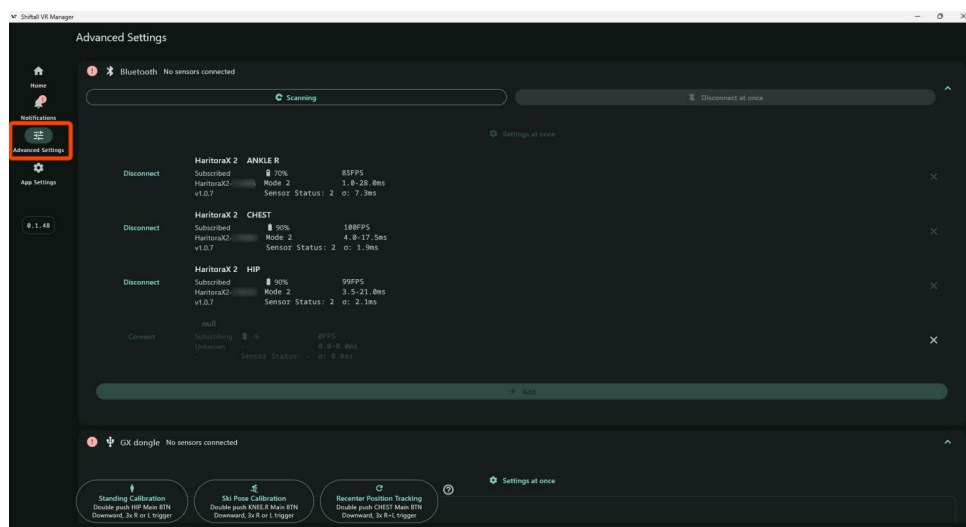 Shiftall VR Manager
Advanced Settings
Home
Notifications
Advanced Settings
App Settings
0.1.48
Bluetooth No sensors connected
Scanning
Disconnect at once
Settings at once
HaritoraX 2 ANKLE R
Disconnect Subscribed 70% 85FPS
HaritoraX2- Mode 2 1.0-28.0ms
v1.0.7 Sensor Status: 2 σ: 7.3ms
HaritoraX 2 CHEST
Disconnect Subscribed 90% 100FPS
HaritoraX2- Mode 2 4.0-17.5ms
v1.0.7 Sensor Status: 2 σ: 1.9ms
HaritoraX 2 HIP
Disconnect Subscribed 90% 99FPS
HaritoraX2- Mode 2 3.5-21.0ms
v1.0.7 Sensor Status: 2 σ: 2.1ms
null
Connect Subscribing -% 0FPS
Unknown - 0.0-0.0ms
- Sensor Status: - σ: 0.0ms
+ Add
GX dongle No sensors connected
Settings at once
Standing Calibration
Double push HIP Main BTN
Downward, 3x R or L trigger
Ski Pose Calibration
Double push KNEE.R Main BTN
Downward, 3x R or L trigger
Recenter Position Tracking
Double push CHEST Main BTN
Downward, 3x R+L trigger